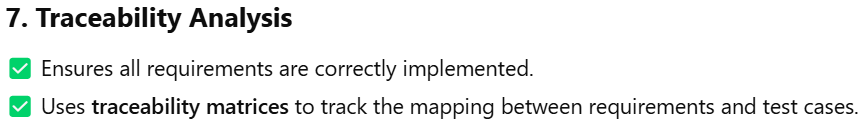 7. Traceability Analysis
✅ Ensures all requirements are correctly implemented.
✅ Uses traceability matrices to track the mapping between requirements and test cases.